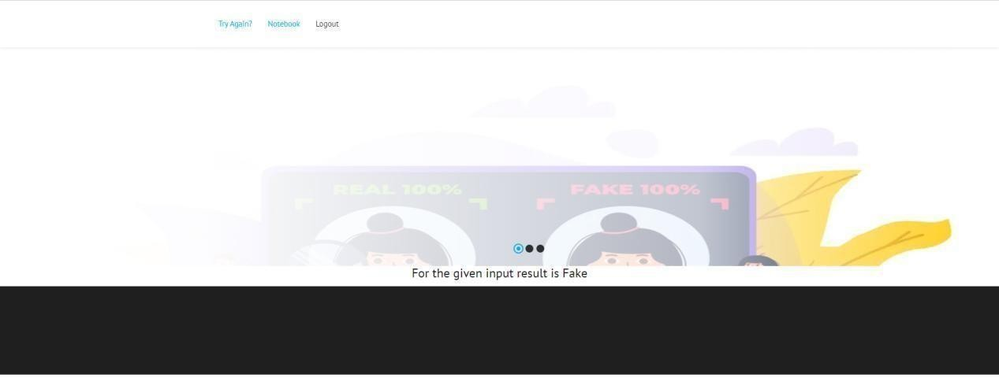 Try Again? Notebook Logout
REAL 100% FAKE 100%
For the given input result is Fake